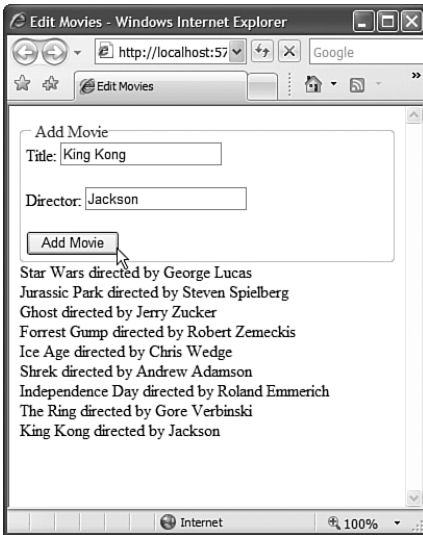 Edit Movies - Windows Internet Explorer
http://localhost:57
Google
Edit Movies
»
Add Movie
Title: King Kong
Director: Jackson
Add Movie
Star Wars directed by George Lucas
Jurassic Park directed by Steven Spielberg
Ghost directed by Jerry Zucker
Forrest Gump directed by Robert Zemeckis
Ice Age directed by Chris Wedge
Shrek directed by Andrew Adamson
Independence Day directed by Roland Emmerich
The Ring directed by Gore Verbinski
King Kong directed by Jackson
Internet
100%